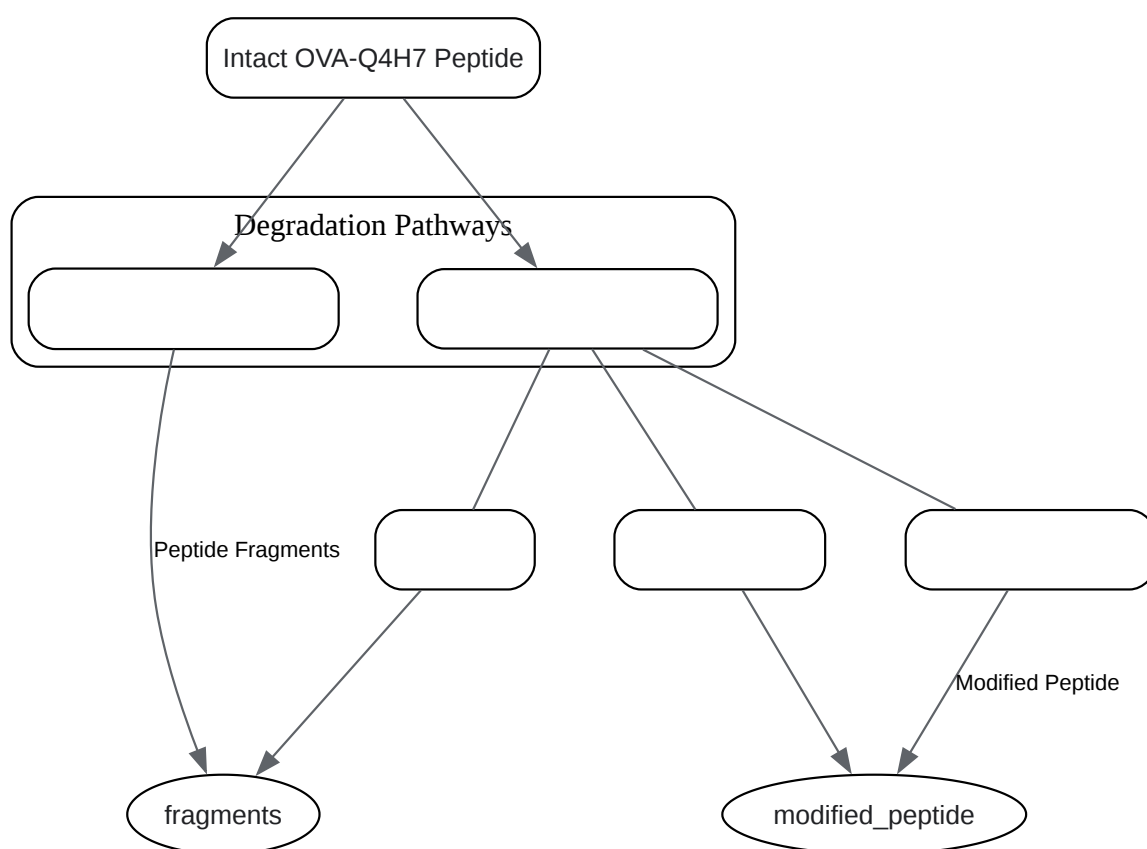 Intact OVA-Q4H7 Peptide
Degradation Pathways
Peptide Fragments
Modified Peptide
fragments
modified_peptide